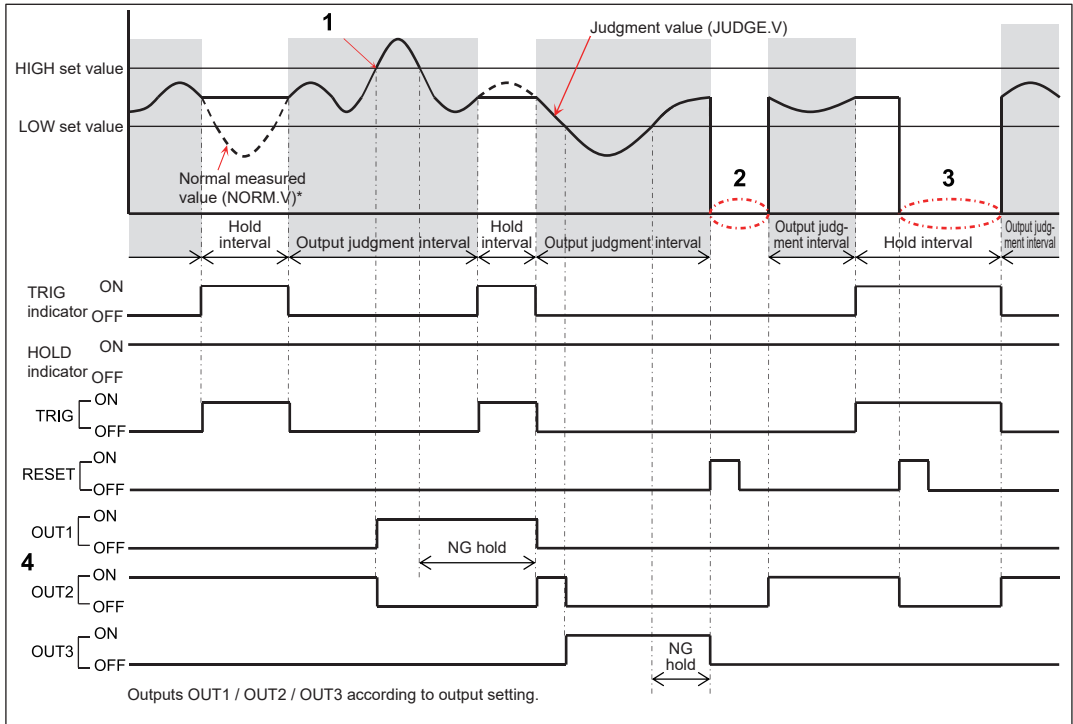 1
Judgment value (JUDGE.V)
HIGH set value
LOW set value
Normal measured
value (NORM.V)*
2
3
Hold
interval
Output judgment interval
Hold
interval
Output judgment interval
Output judg-
ment interval
Hold interval
Output judg-
ment interval
TRIG
indicator
ON
OFF
HOLD
indicator
ON
OFF
TRIG
ON
OFF
RESET
ON
OFF
4
OUT1
ON
OFF
NG hold
OUT2
ON
OFF
OUT3
ON
OFF
NG
hold
Outputs OUT1 / OUT2 / OUT3 according to output setting.